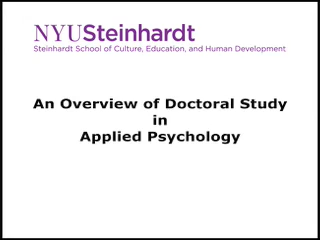 NYUSteinhardt
Steinhardt School of Culture, Education, and Human Development
An Overview of Doctoral Study
in
Applied Psychology